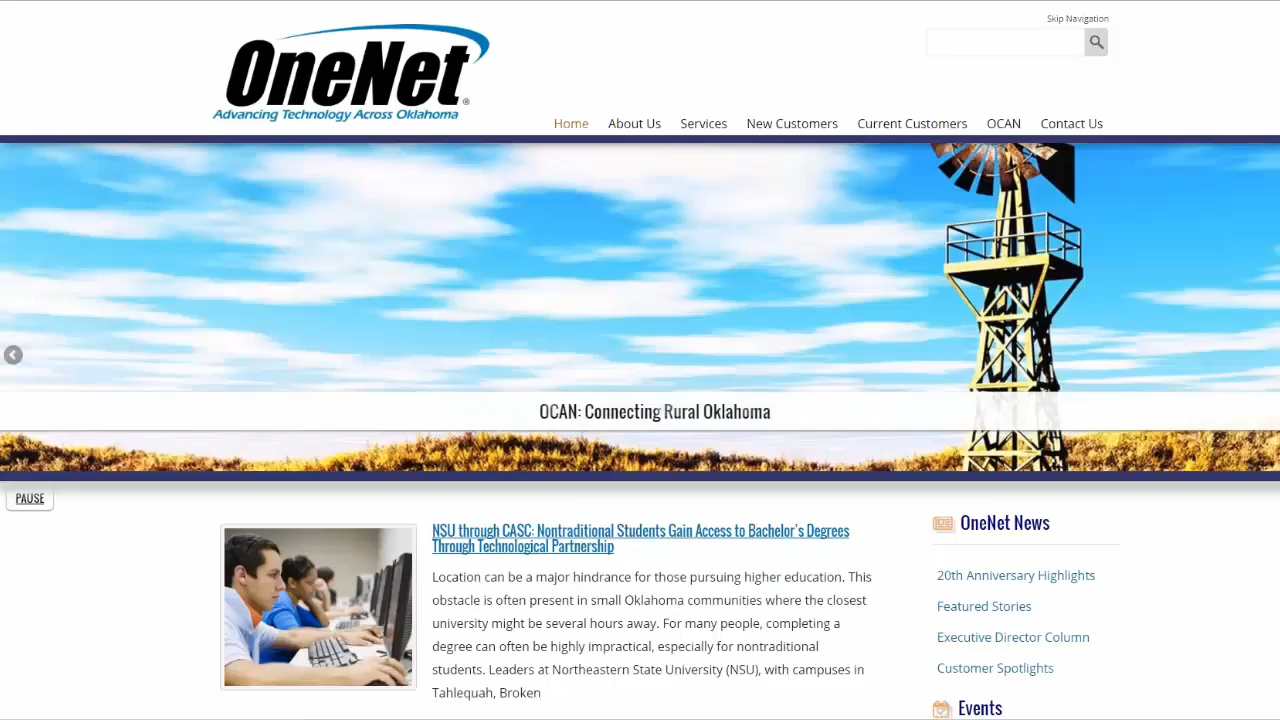 Skip Navigation
OneNet®
Advancing Technology Across Oklahoma
Home About Us Services New Customers Current Customers OCAN Contact Us
OCAN: Connecting Rural Oklahoma
PAUSE
NSU through CASC: Nontraditional Students Gain Access to Bachelor's Degrees
Through Technological Partnership
Location can be a major hindrance for those pursuing higher education. This
obstacle is often present in small Oklahoma communities where the closest
university might be several hours away. For many people, completing a
degree can often be highly impractical, especially for nontraditional
students. Leaders at Northeastern State University (NSU), with campuses in
Tahlequah, Broken
OneNet News
20th Anniversary Highlights
Featured Stories
Executive Director Column
Customer Spotlights
Events